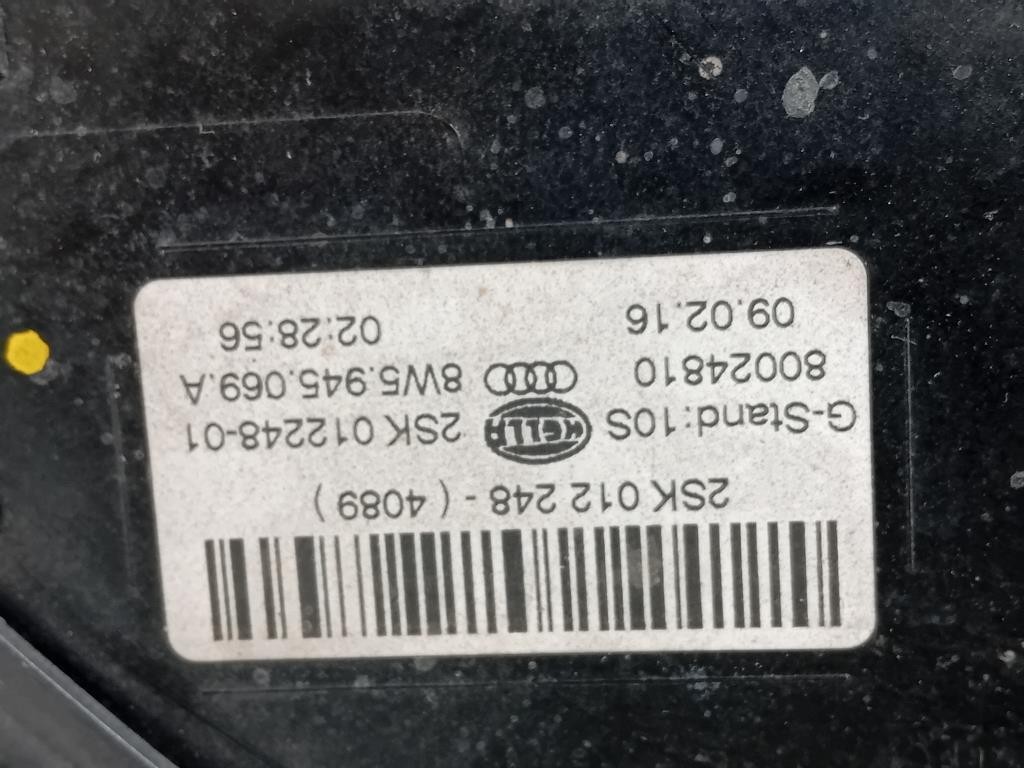 2SK 012 248 - ( 4089 )
G-Stand:10S HELLA 2SK 012248-01
80024810 8W5.945.069.A
09.02.16 02:28:56